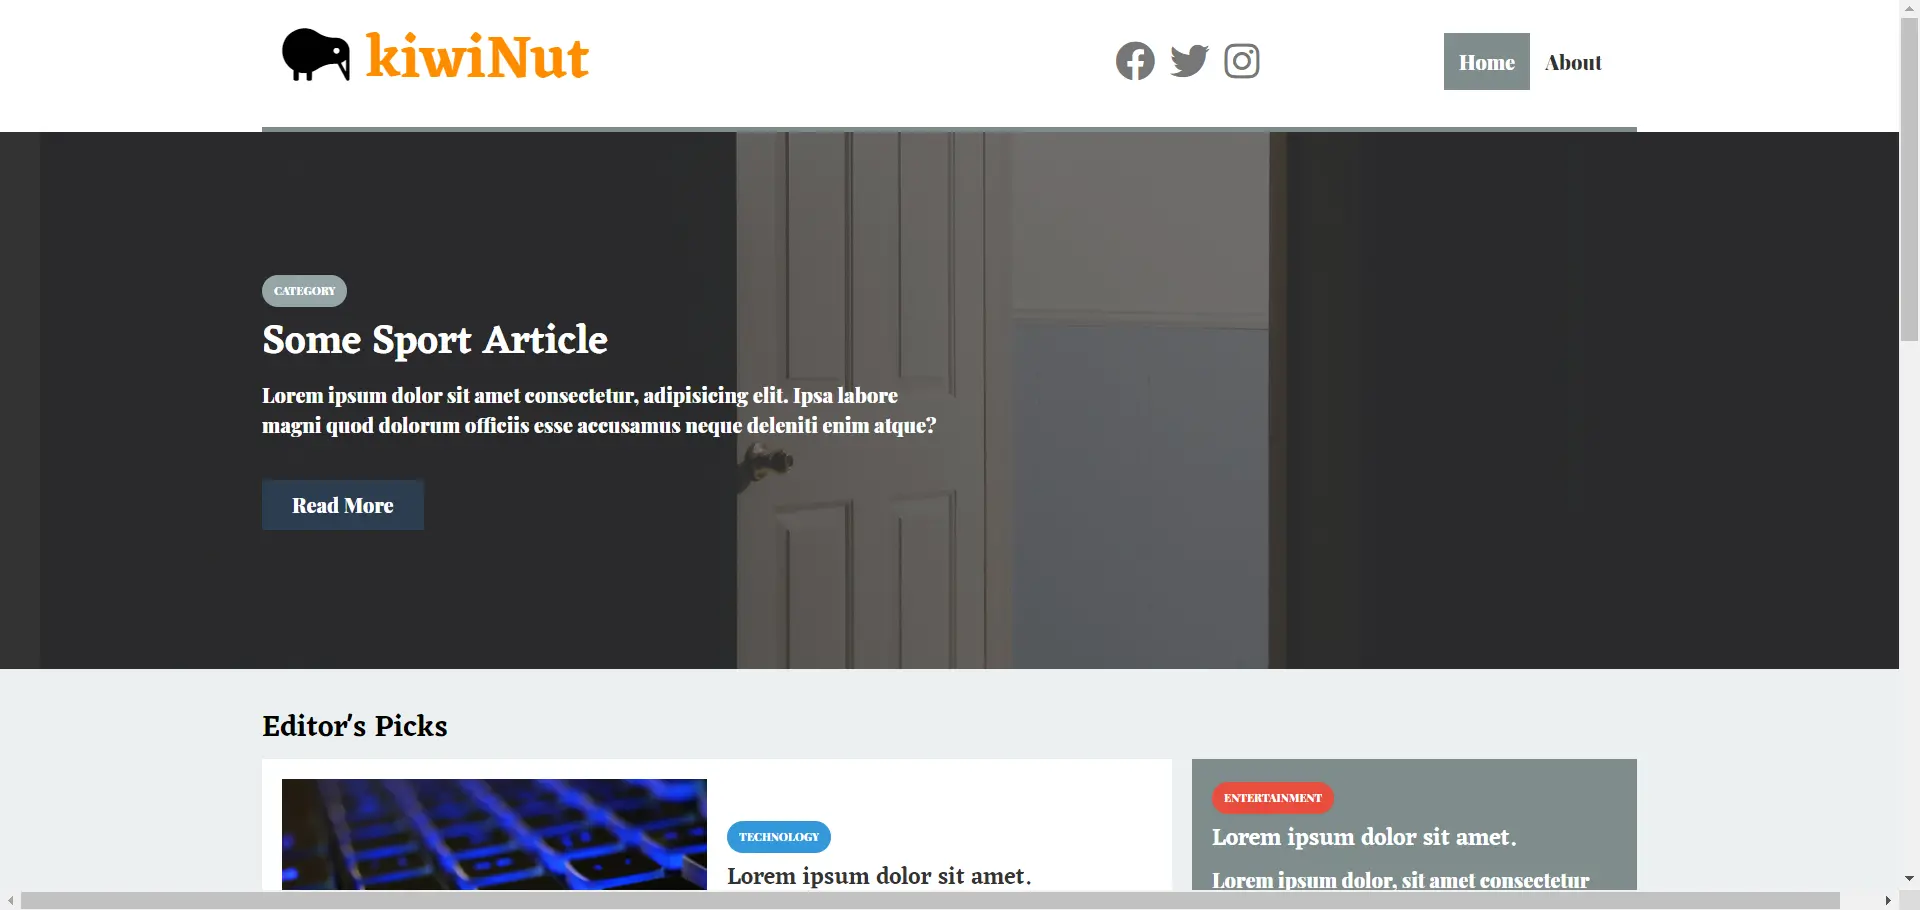 kiwiNut
Home About
CATEGORY
Some Sport Article
Lorem ipsum dolor sit amet consectetur, adipisicing elit. Ipsa labore
magni quod dolorum officiis esse accusamus neque deleniti enim atque?
Read More
Editor's Picks
TECHNOLOGY
Lorem ipsum dolor sit amet.
ENTERTAINMENT
Lorem ipsum dolor sit amet.
Lorem ipsum dolor, sit amet consectetur